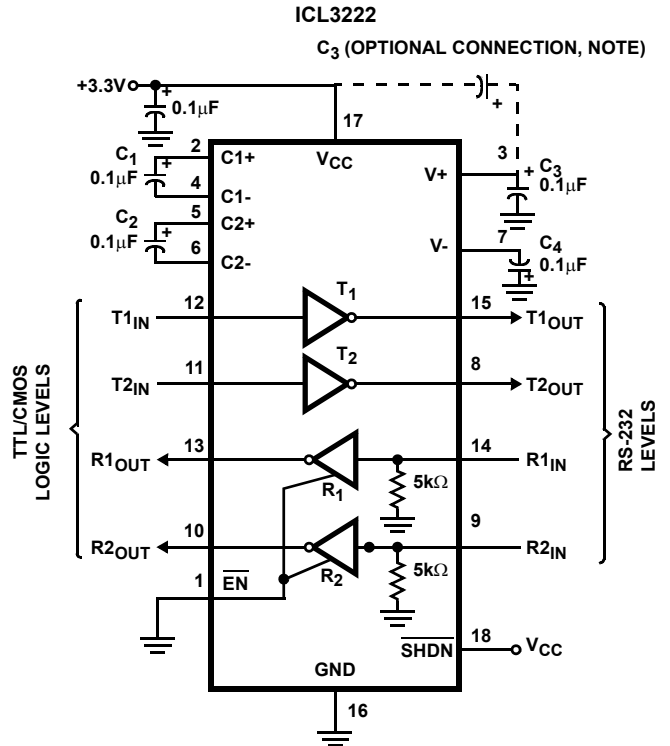 ICL3222
C3 (OPTIONAL CONNECTION, NOTE)
+3.3V
+
0.1μF
+
17
VCC
2
C1+
C1
0.1μF
+
4
C1-
5
C2+
C2
0.1μF
+
6
C2-
3
V+
+
C3
0.1μF
7
V-
C4
0.1μF
+
T1IN
12
T1
15
T1OUT
T2IN
11
T2
8
T2OUT
TTL/CMOS
LOGIC LEVELS
RS-232
LEVELS
R1OUT
13
R1
14
R1IN
5kΩ
R2OUT
10
R2
9
R2IN
5kΩ
1
EN
SHDN
18
VCC
GND
16